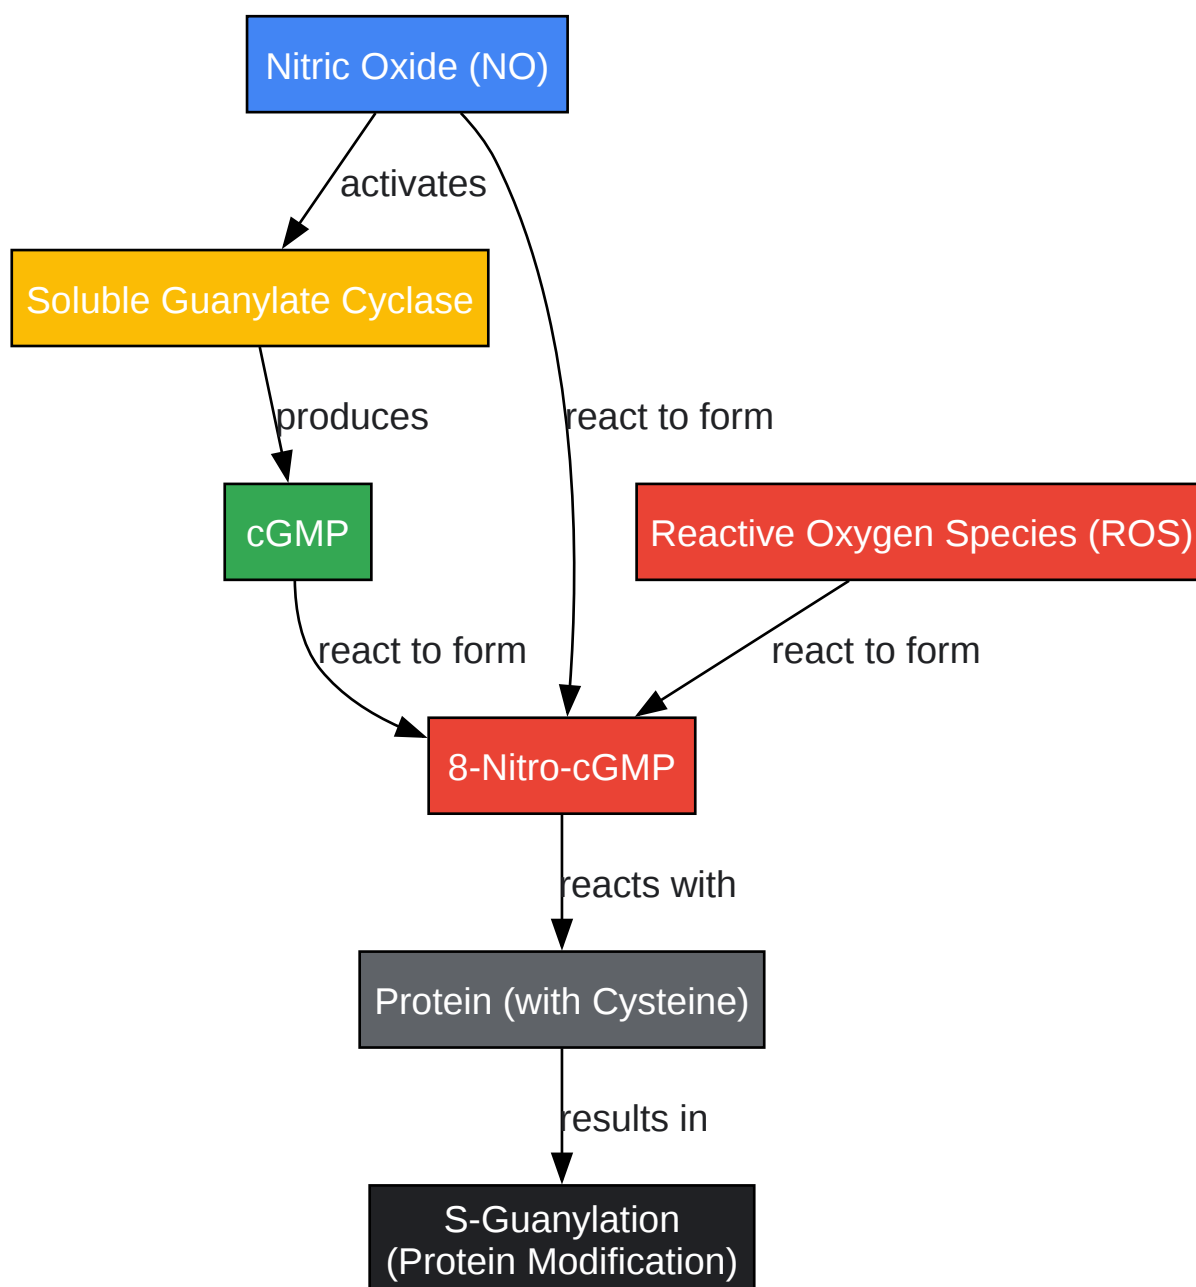 Nitric Oxide (NO)
activates
Soluble Guanylate Cyclase
produces
react to form
cGMP
Reactive Oxygen Species (ROS)
react to form
react to form
8-Nitro-cGMP
reacts with
Protein (with Cysteine)
results in
S-Guanylation
(Protein Modification)